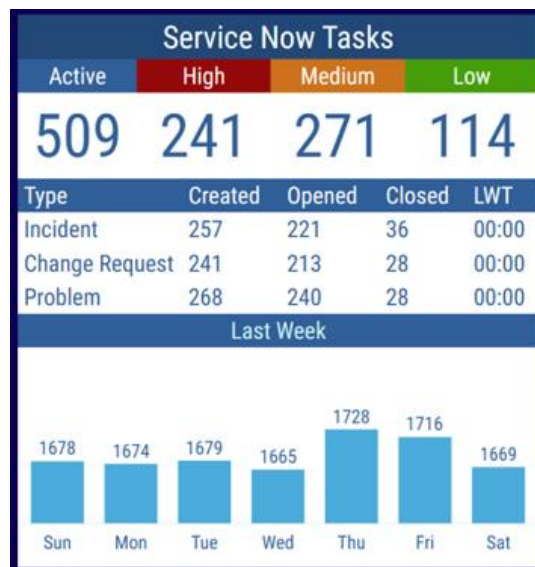 Service Now Tasks
Active High Medium Low
509 241 271 114
Type Created Opened Closed LWT
Incident 257 221 36 00:00
Change Request 241 213 28 00:00
Problem 268 240 28 00:00
Last Week
1678 1674 1679 1665 1728 1716 1669
Sun Mon Tue Wed Thu Fri Sat